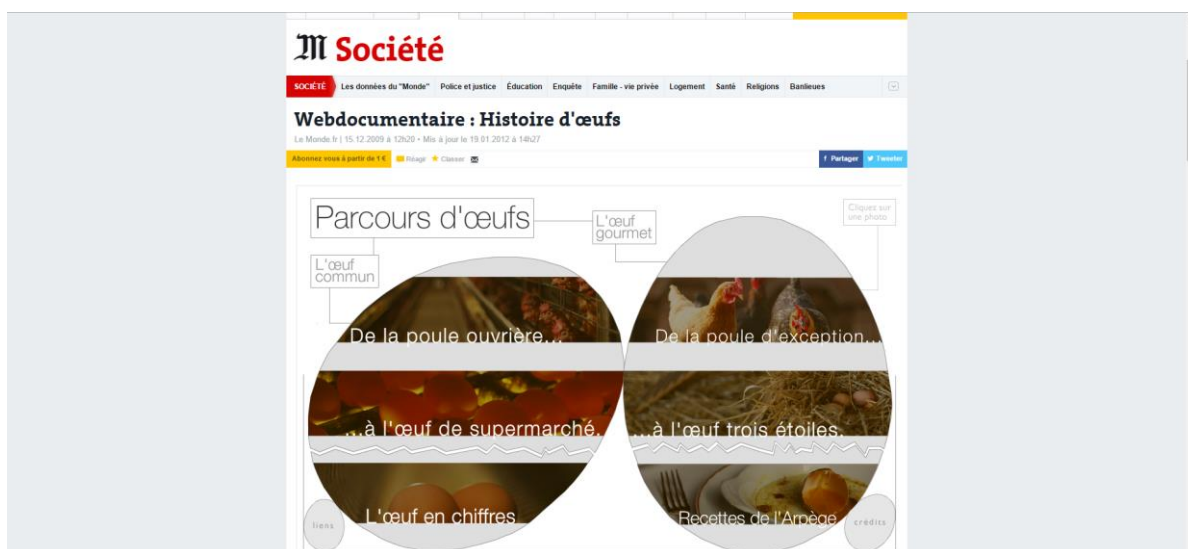 M Société
SOCIÉTÉ Les données du "Monde" Police et justice Éducation Enquête Famille - vie privée Logement Santé Religions Banlieues
Webdocumentaire : Histoire d'œufs
Le Monde.fr | 15.12.2009 à 12h20 • Mis à jour le 19.01.2012 à 14h27
Abonnez vous à partir de 1 € Réagir Classer f Partager Tweeter
Parcours d'œufs
L'œuf
gourmet
Cliquez sur
une photo
L'œuf
commun
De la poule ouvrière...
De la poule d'exception...
...à l'œuf de supermarché.
...à l'œuf trois étoiles.
L'œuf en chiffres
Recettes de l'Arpège
liens
crédits